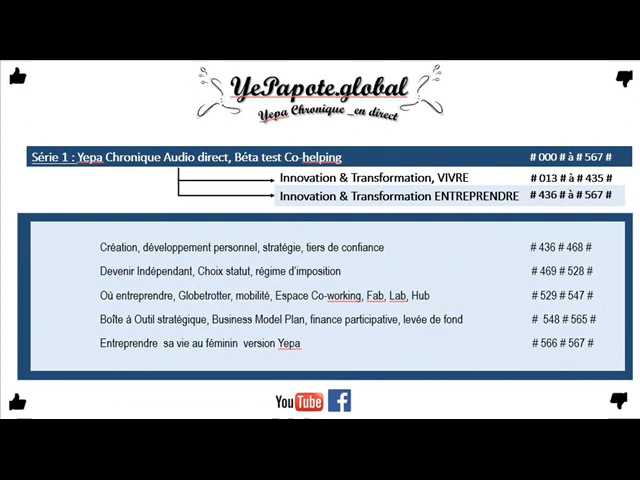 YePapote.global
Yepa Chronique _en direct
Série 1 : Yepa Chronique Audio direct, Béta test Co-helping # 000 # à # 567 #
Innovation & Transformation, VIVRE # 013 # à # 435 #
Innovation & Transformation ENTREPRENDRE # 436 # à # 567 #
Création, développement personnel, stratégie, tiers de confiance # 436 # 468 #
Devenir Indépendant, Choix statut, régime d'imposition # 469 # 528 #
Où entreprendre, Globetrotter, mobilité, Espace Co-working, Fab, Lab, Hub # 529 # 547 #
Boîte à Outil stratégique, Business Model Plan, finance participative, levée de fond # 548 # 565 #
Entreprendre sa vie au féminin version Yepa # 566 # 567 #
YouTube f